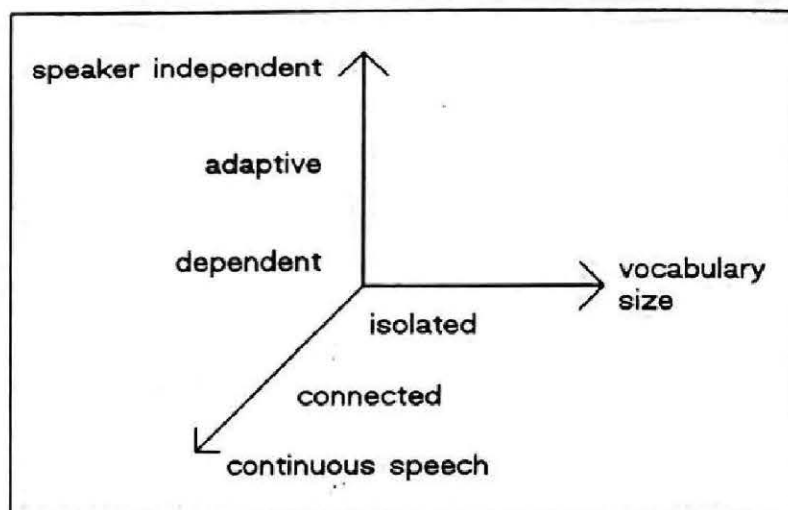 speaker independent
adaptive
dependent
vocabulary
size
isolated
connected
continuous speech